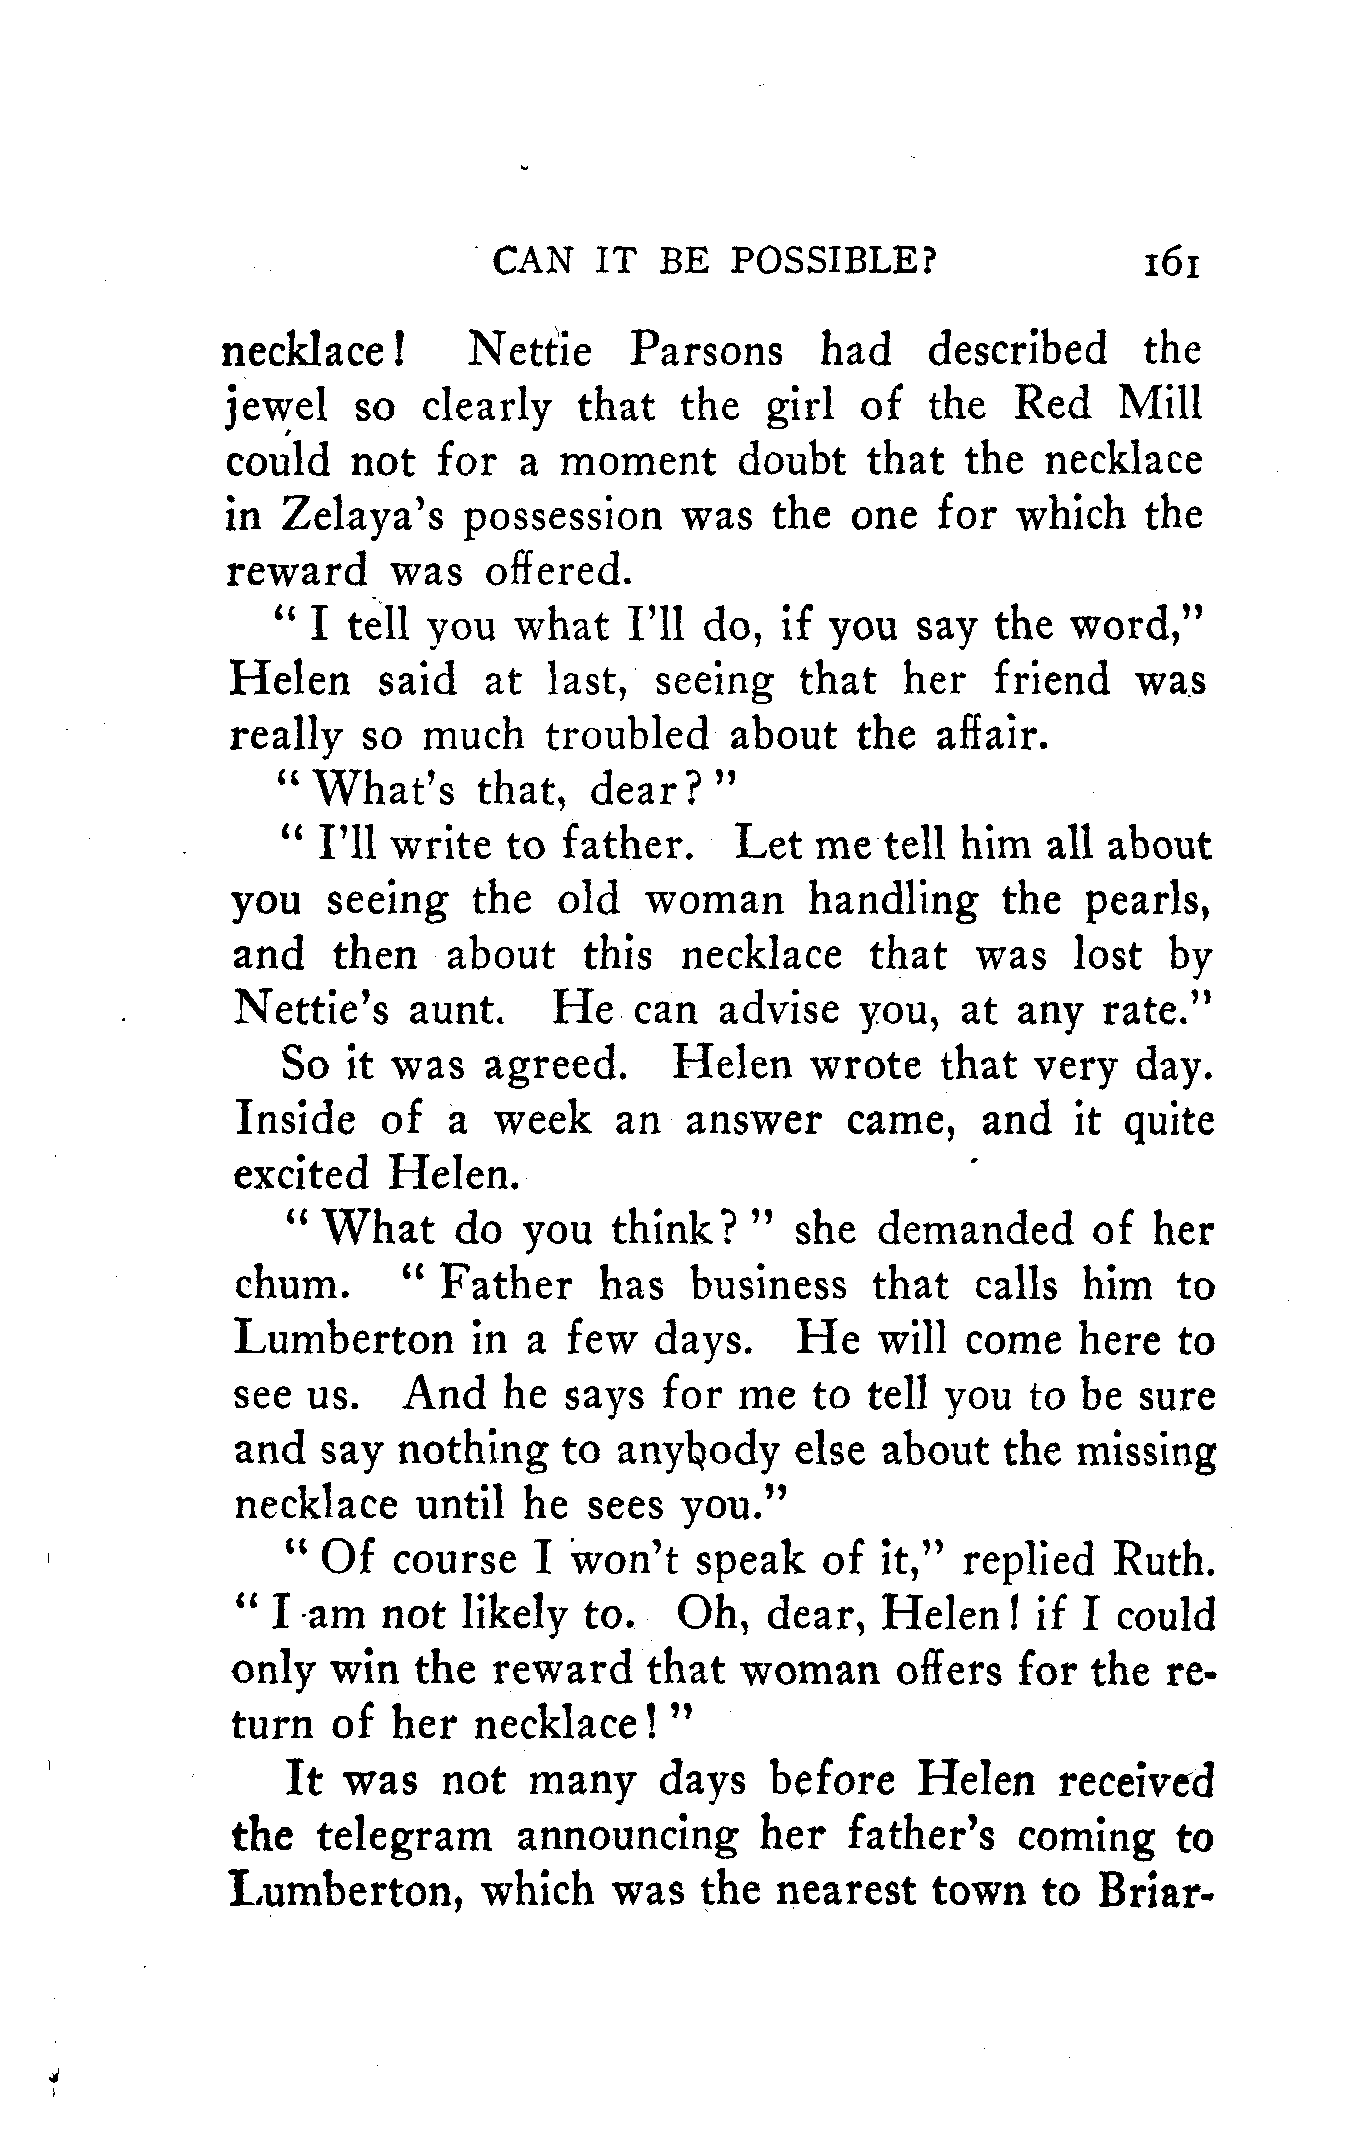 CAN IT BE POSSIBLE? 161
necklace! Nettie Parsons had described the
jewel so clearly that the girl of the Red Mill
could not for a moment doubt that the necklace
in Zelaya's possession was the one for which the
reward was offered.
" I tell you what I'll do, if you say the word,"
Helen said at last, seeing that her friend was
really so much troubled about the affair.
" What's that, dear? "
" I'll write to father. Let me tell him all about
you seeing the old woman handling the pearls,
and then about this necklace that was lost by
Nettie's aunt. He can advise you, at any rate."
So it was agreed. Helen wrote that very day.
Inside of a week an answer came, and it quite
excited Helen.
" What do you think? " she demanded of her
chum. " Father has business that calls him to
Lumberton in a few days. He will come here to
see us. And he says for me to tell you to be sure
and say nothing to anybody else about the missing
necklace until he sees you."
" Of course I won't speak of it," replied Ruth.
" I am not likely to. Oh, dear, Helen! if I could
only win the reward that woman offers for the re-
turn of her necklace! "
It was not many days before Helen received
the telegram announcing her father's coming to
Lumberton, which was the nearest town to Briar-